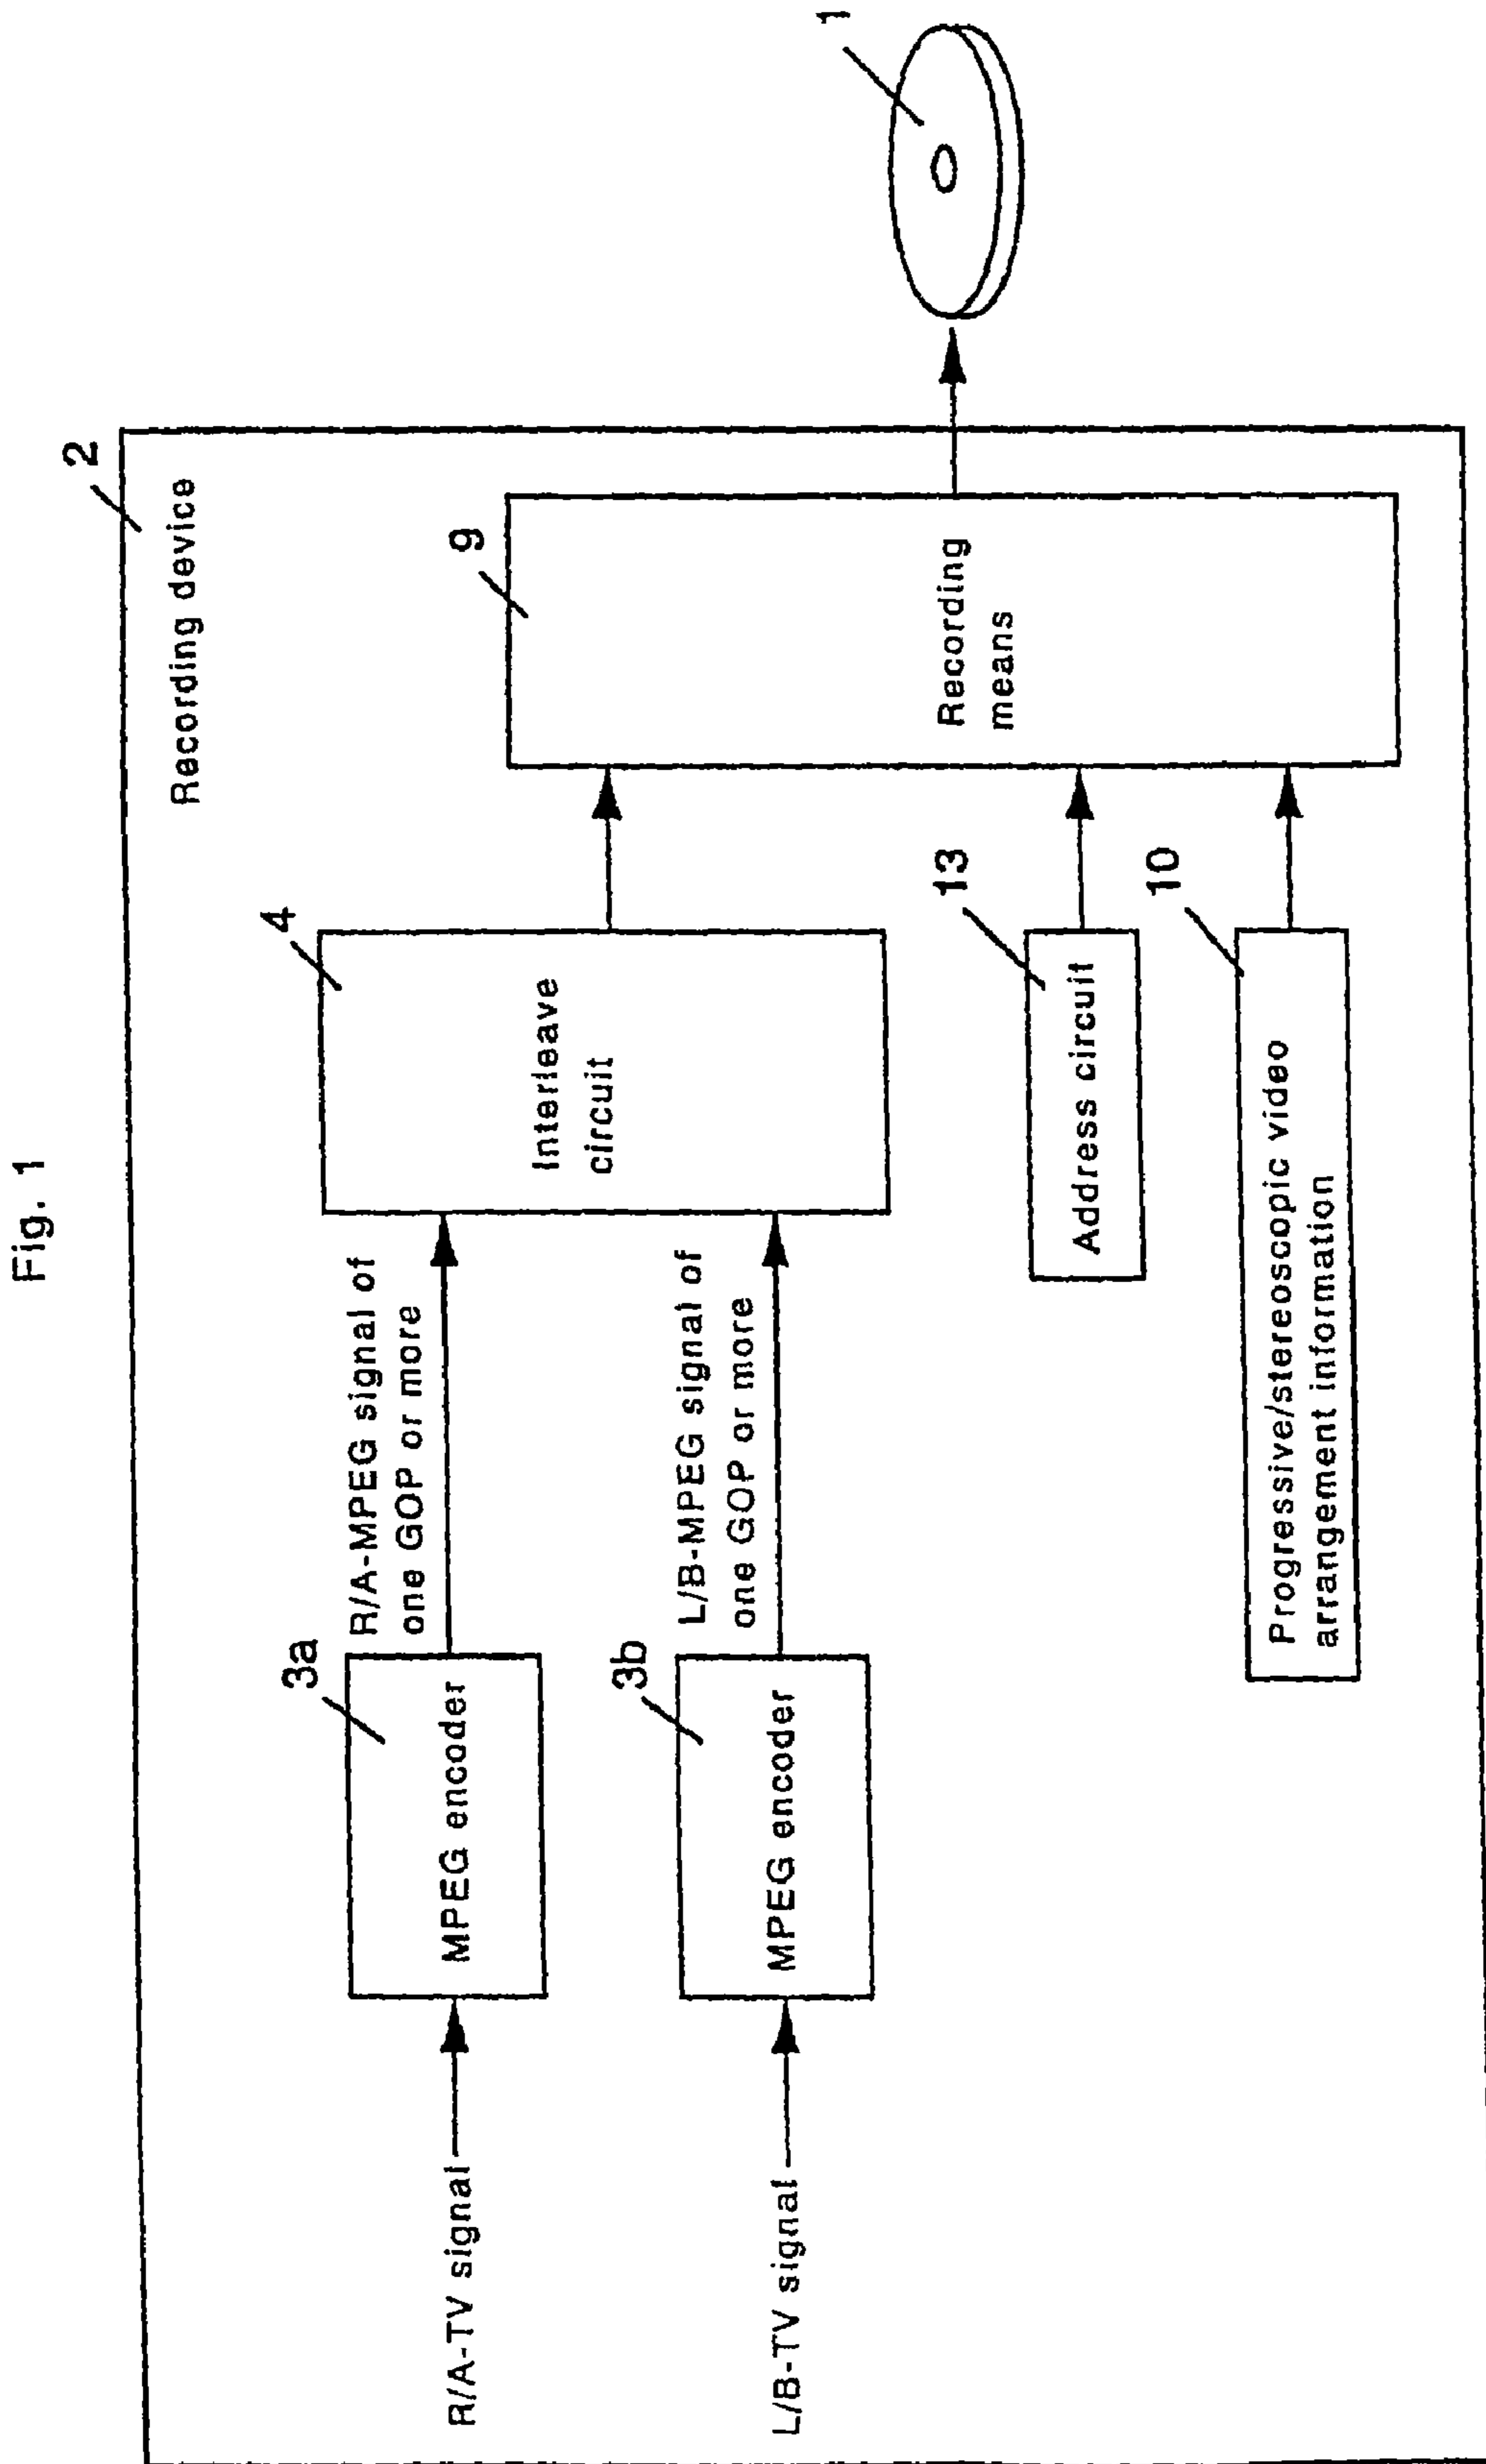 Fig. 1
2
Recording device
R/A-TV signal
3a
MPEG encoder
R/A-MPEG signal of
one GOP or more
4
Interleave
circuit
L/B-TV signal
3b
MPEG encoder
L/B-MPEG signal of
one GOP or more
9
Recording
means
1
13
Address circuit
10
Progressive/stereoscopic video
arrangement information